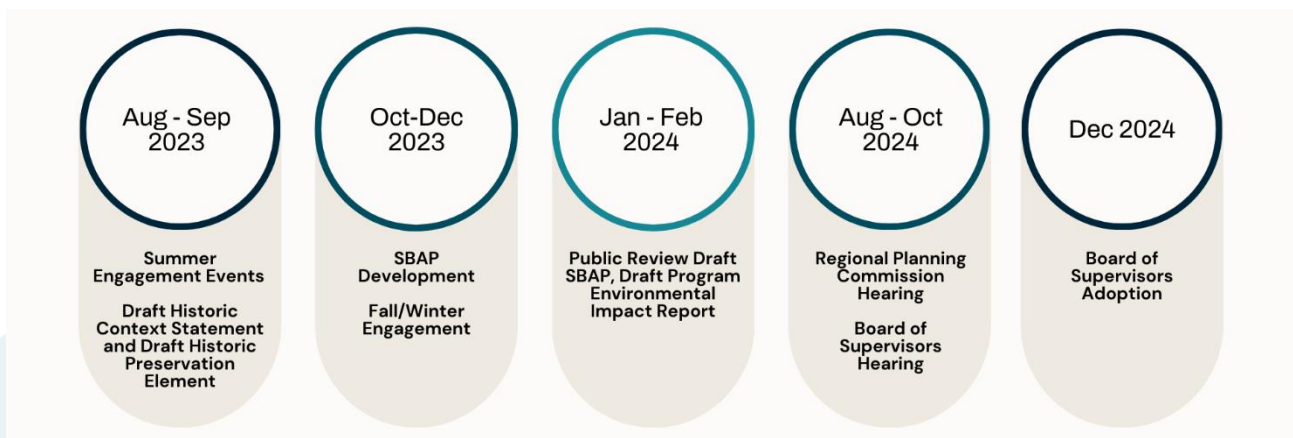 Aug - Sep
2023
Summer
Engagement Events
Draft Historic
Context Statement
and Draft Historic
Preservation
Element
Oct-Dec
2023
SBAP
Development
Fall/Winter
Engagement
Jan - Feb
2024
Public Review Draft
SBAP, Draft Program
Environmental
Impact Report
Aug - Oct
2024
Regional Planning
Commission
Hearing
Board of
Supervisors
Hearing
Dec 2024
Board of
Supervisors
Adoption